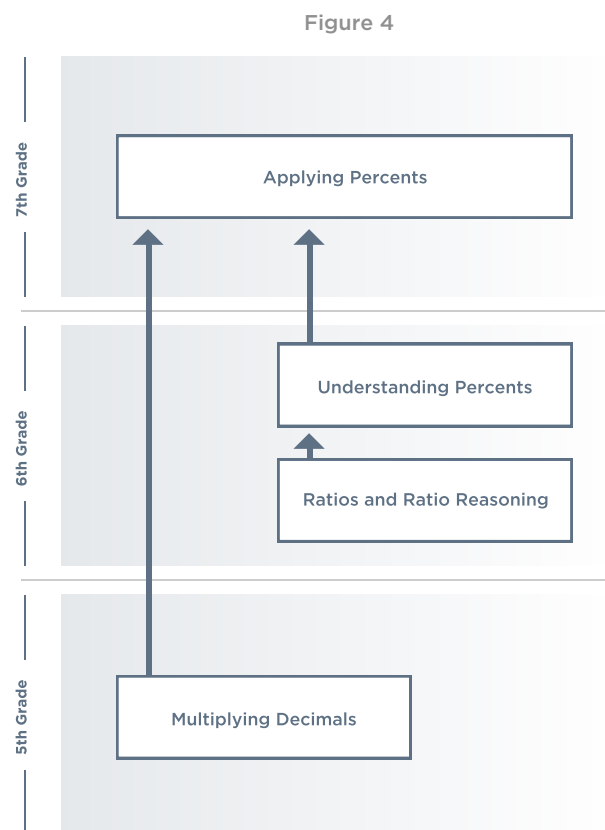 Figure 4
7th Grade
Applying Percents
6th Grade
Understanding Percents
Ratios and Ratio Reasoning
5th Grade
Multiplying Decimals